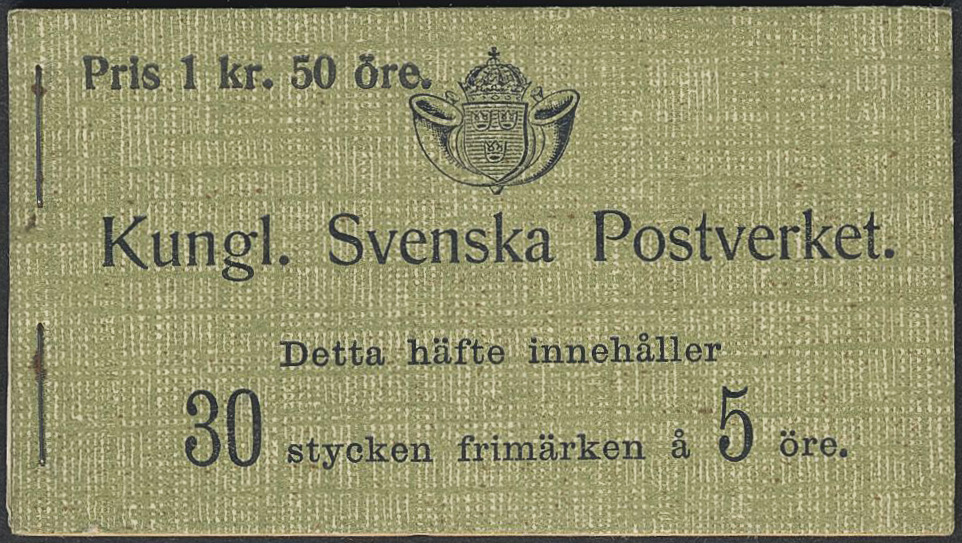 Pris 1 kr. 50 öre.
Kungl. Svenska Postverket.
Detta häfte innehåller
30 stycken frimärken å 5 öre.